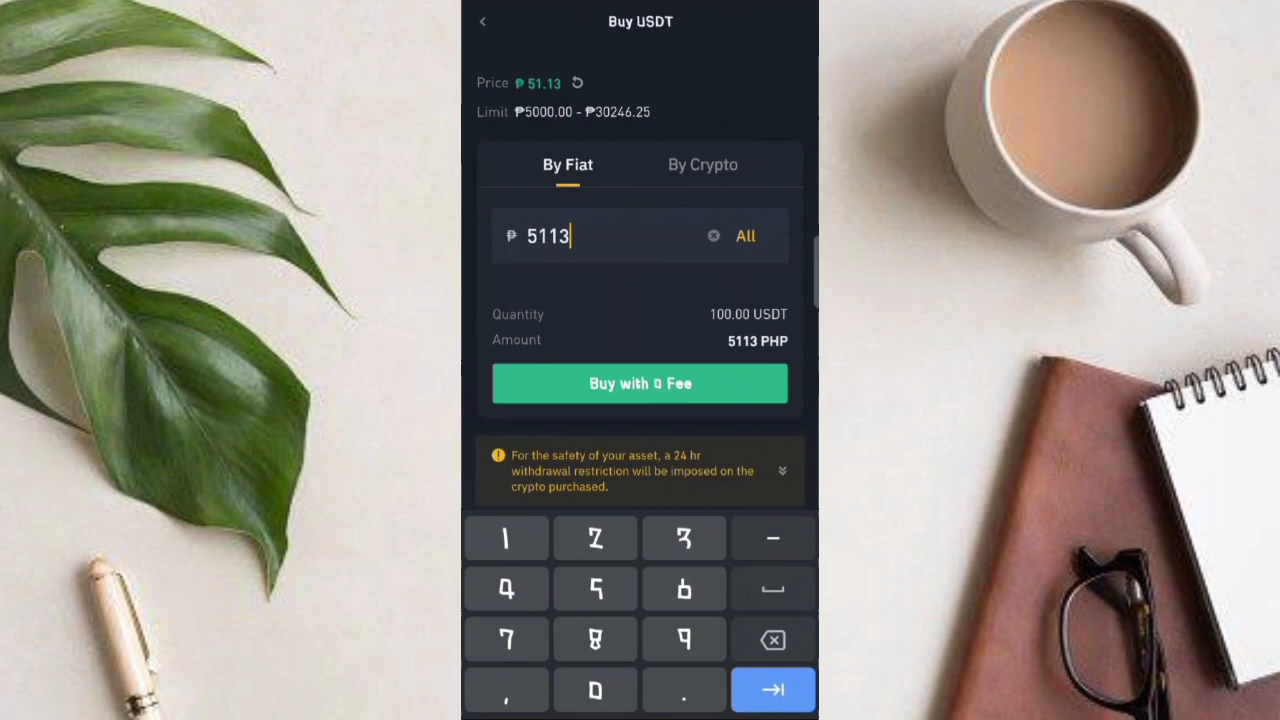 Buy USDT
Price ₱ 51.13
Limit ₱5000.00 - ₱30246.25
By Fiat By Crypto
₱ 5113 All
Quantity 100.00 USDT
Amount 5113 PHP
Buy with 0 Fee
For the safety of your asset, a 24 hr
withdrawal restriction will be imposed on the
crypto purchased.
1 2 3 –
4 5 6
7 8 9
, 0 .